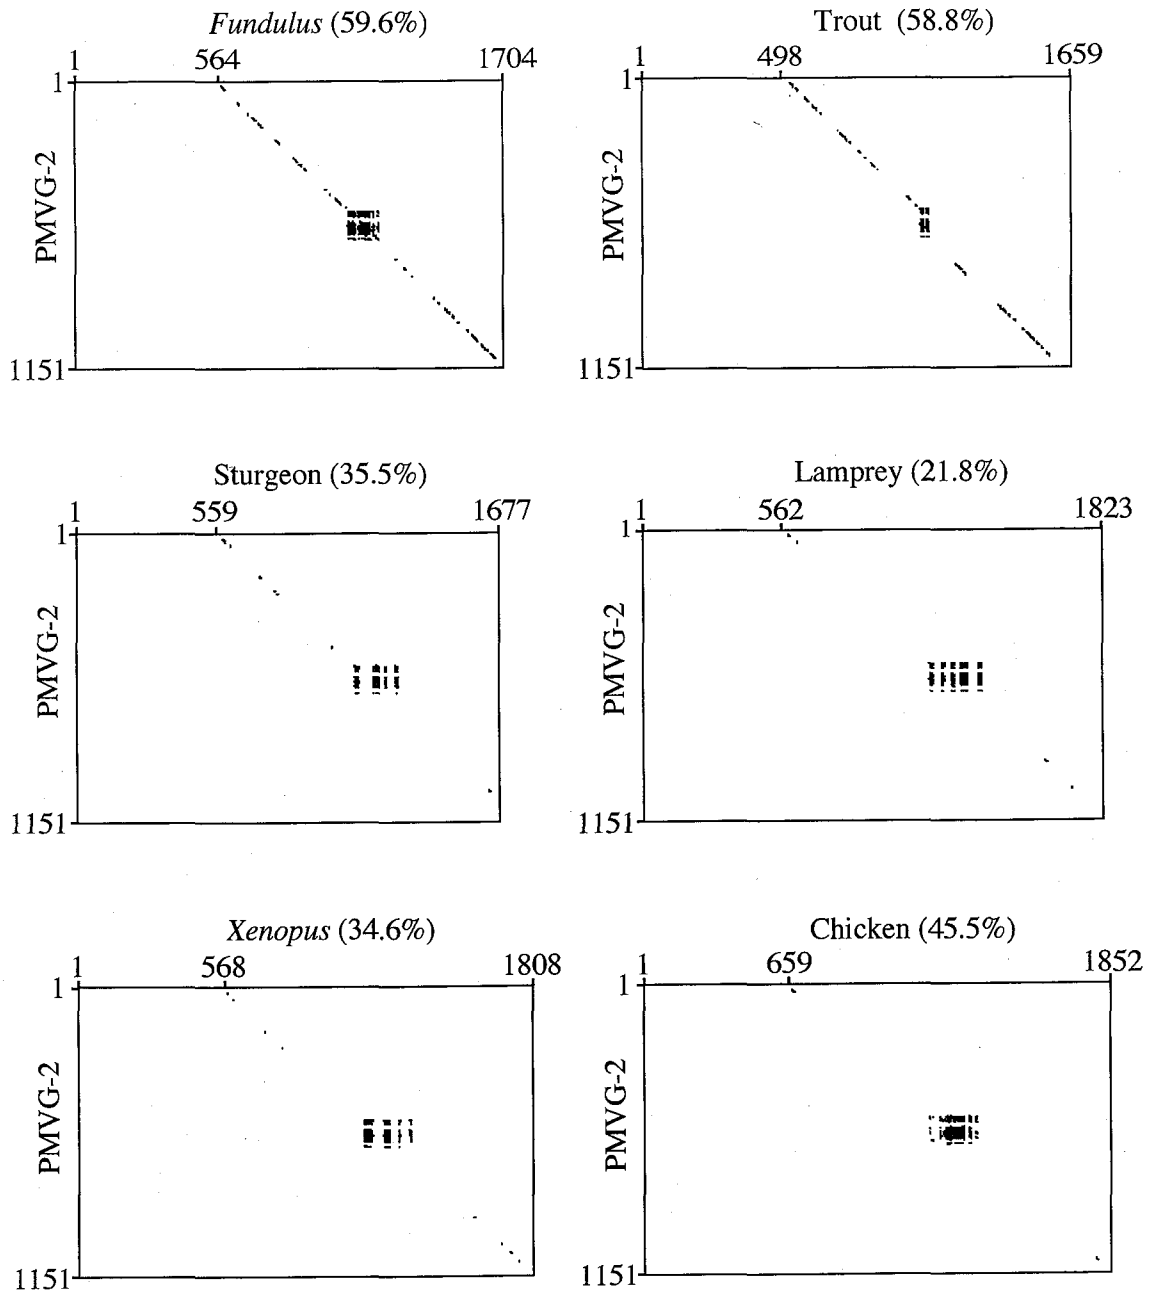 Fundulus (59.6%)
1 564 1704
1
PMVG-2
1151
Trout (58.8%)
1 498 1659
1
PMVG-2
1151
Sturgeon (35.5%)
1 559 1677
1
PMVG-2
1151
Lamprey (21.8%)
1 562 1823
1
PMVG-2
1151
Xenopus (34.6%)
1 568 1808
1
PMVG-2
1151
Chicken (45.5%)
1 659 1852
1
PMVG-2
1151